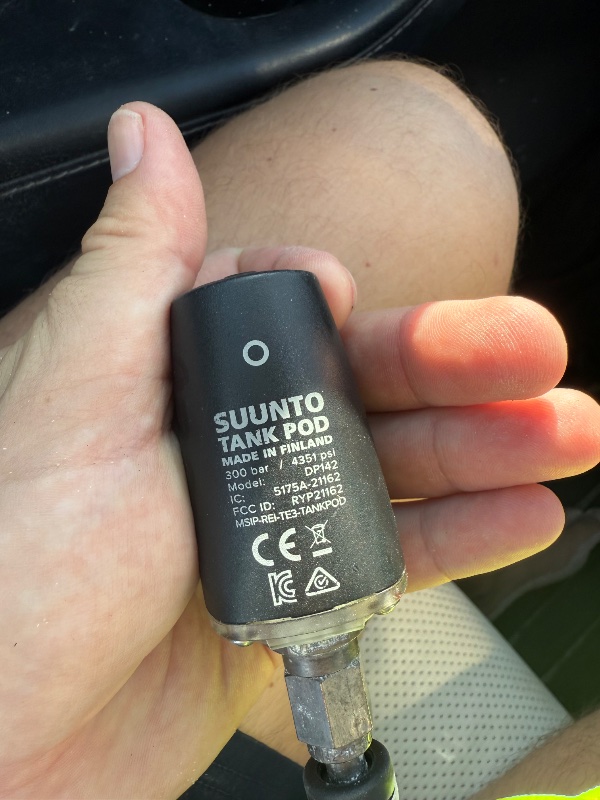 SUUNTO
TANK POD
MADE IN FINLAND
300 bar / 4351 psi
Model: DP142
IC: 5175A-21162
FCC ID: RYP21162
MSIP-REI-TE3-TANKPOD
CE